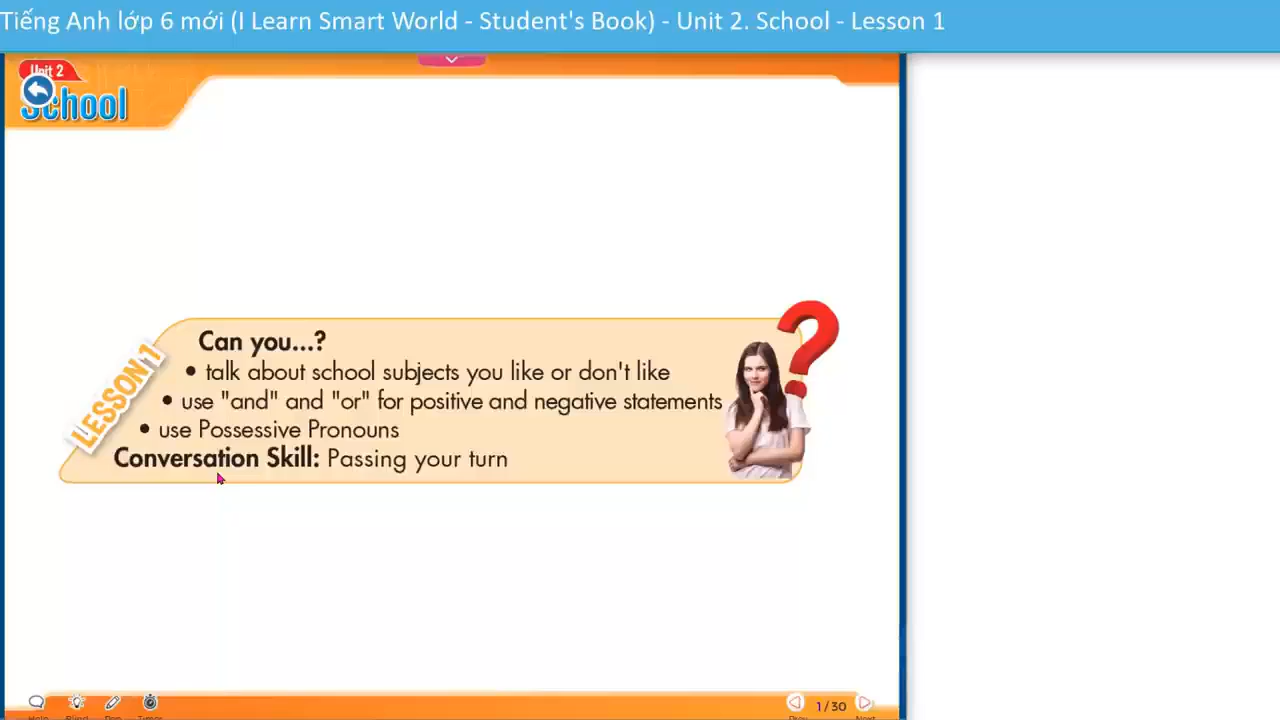 Tiếng Anh lớp 6 mới (I Learn Smart World - Student's Book) - Unit 2. School - Lesson 1
Unit 2
School
LESSON 1
Can you...?
• talk about school subjects you like or don't like
• use "and" and "or" for positive and negative statements
• use Possessive Pronouns
Conversation Skill: Passing your turn
1/30